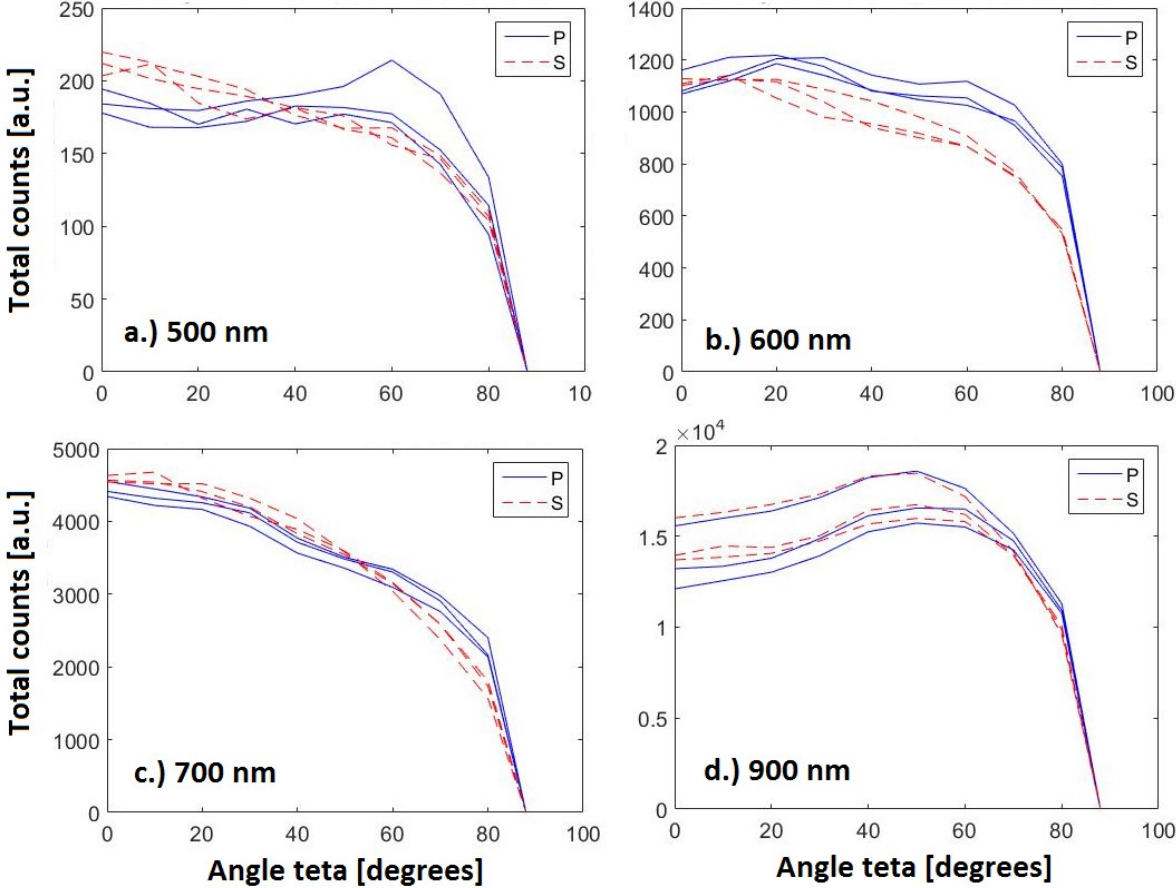 250
200
150
100
50
0
0 20 40 60 80 10
Total counts [a.u.]
P
S
a.) 500 nm
1400
1200
1000
800
600
400
200
0
0 20 40 60 80 100
P
S
b.) 600 nm
5000
4000
3000
2000
1000
0
0 20 40 60 80 100
Total counts [a.u.]
P
S
c.) 700 nm
Angle teta [degrees]
×10⁴
2
1.5
1
0.5
0
0 20 40 60 80 100
P
S
d.) 900 nm
Angle teta [degrees]